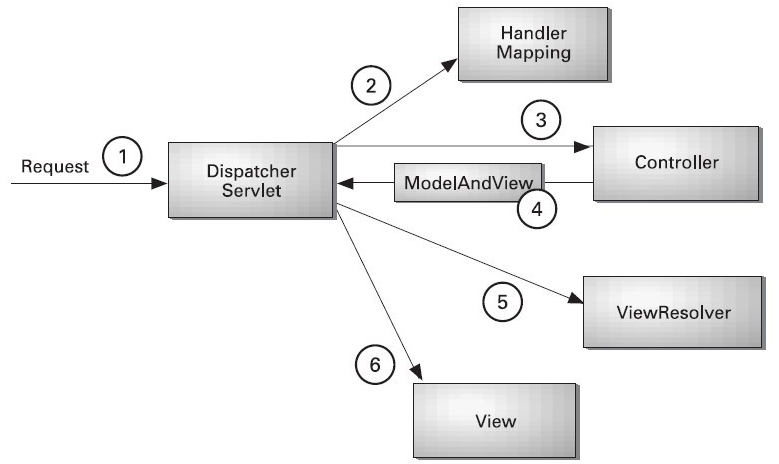 Handler
Mapping
2
3
Request
1
Dispatcher
Servlet
Controller
ModelAndView
4
5
ViewResolver
6
View